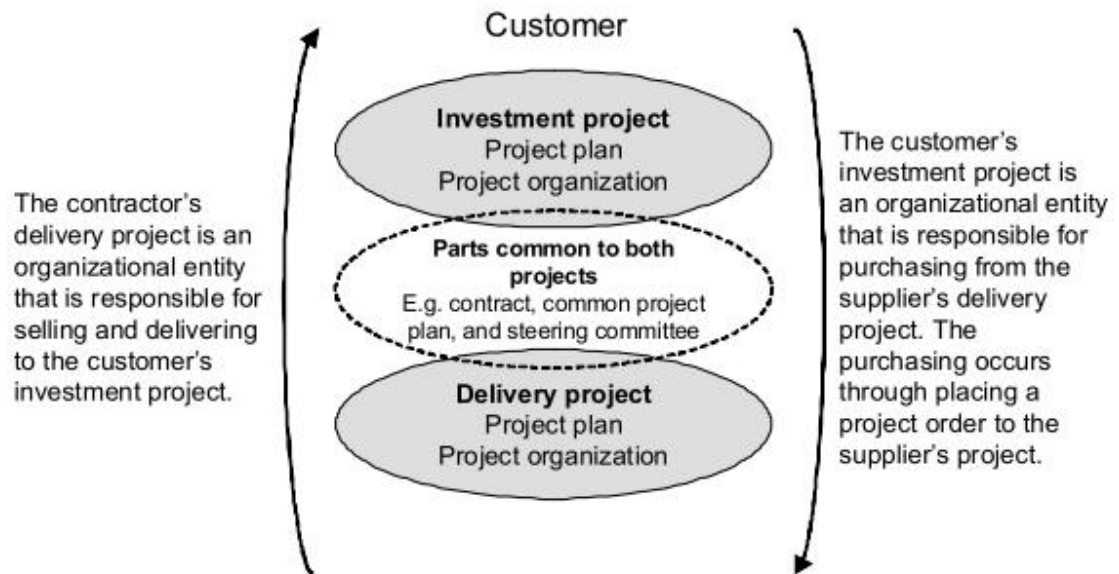 Customer
Investment project
Project plan
Project organization
Parts common to both
projects
E.g. contract, common project
plan, and steering committee
Delivery project
Project plan
Project organization
The contractor's
delivery project is an
organizational entity
that is responsible for
selling and delivering
to the customer's
investment project.
The customer's
investment project is
an organizational entity
that is responsible for
purchasing from the
supplier's delivery
project. The
purchasing occurs
through placing a
project order to the
supplier's project.